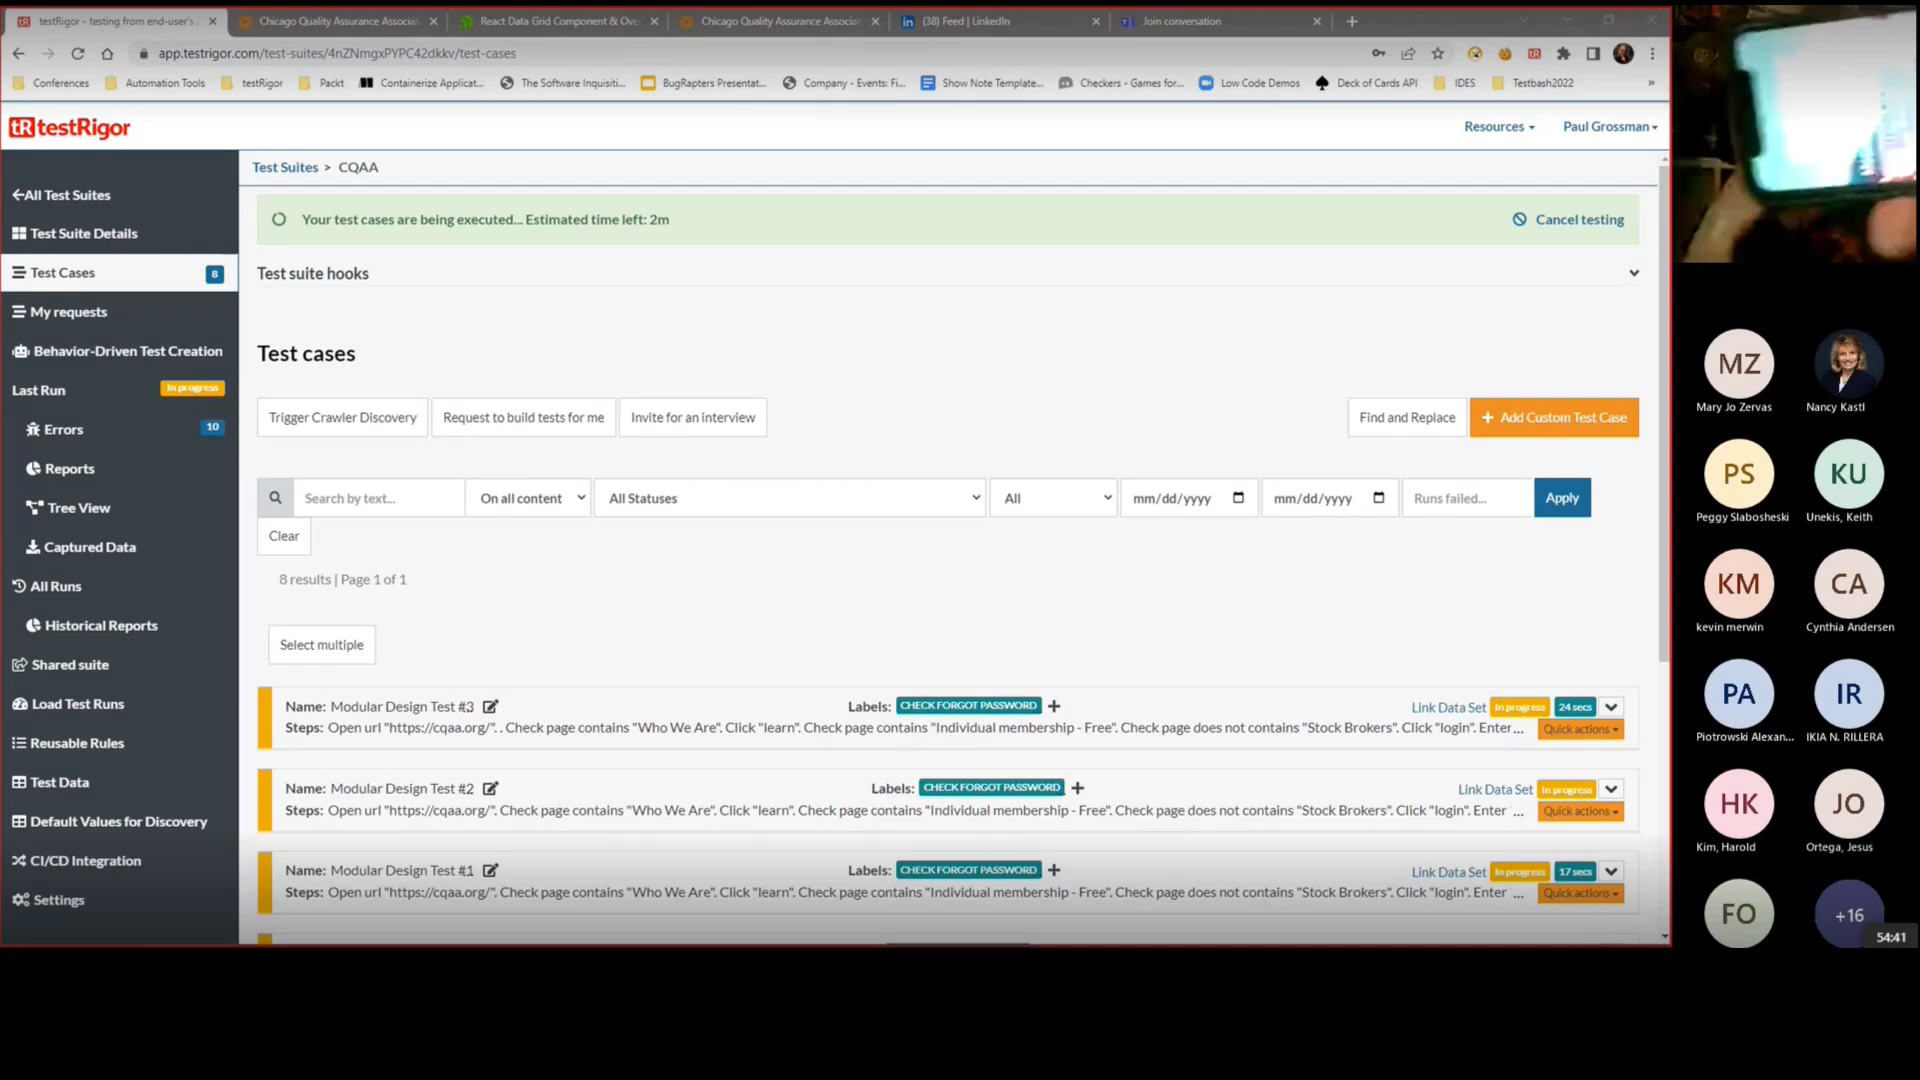 testRigor - testing from end-user's
Chicago Quality Assurance Associat
React Data Grid Component & Ove
Chicago Quality Assurance Associat
(38) Feed | LinkedIn
Join conversation
app.testrigor.com/test-suites/4nZNmgxPYPC42dkkv/test-cases
Conferences
Automation Tools
testRigor
Packt
Containerize Applicat...
The Software Inquisiti...
BugRapters Presentat...
Company - Events: Fi...
Show Note Template...
Checkers - Games for...
Low Code Demos
Deck of Cards API
IDES
Testbash2022
»
tR testRigor
Resources
Paul Grossman
All Test Suites
Test Suite Details
Test Cases 8
My requests
Behavior-Driven Test Creation
Last Run In progress
Errors 10
Reports
Tree View
Captured Data
All Runs
Historical Reports
Shared suite
Load Test Runs
Reusable Rules
Test Data
Default Values for Discovery
CI/CD Integration
Settings
Test Suites > CQAA
Your test cases are being executed... Estimated time left: 2m
Cancel testing
Test suite hooks
Test cases
Trigger Crawler Discovery
Request to build tests for me
Invite for an interview
Find and Replace
+ Add Custom Test Case
Search by text...
On all content
All Statuses
All
mm/dd/yyyy
mm/dd/yyyy
Runs failed...
Apply
Clear
8 results | Page 1 of 1
Select multiple
Name: Modular Design Test #3
Labels: CHECK FORGOT PASSWORD +
Link Data Set In progress 24 secs
Steps: Open url "https://cqaa.org/". . Check page contains "Who We Are". Click "learn". Check page contains "Individual membership - Free". Check page does not contains "Stock Brokers". Click "login". Enter ...
Quick actions
Name: Modular Design Test #2
Labels: CHECK FORGOT PASSWORD +
Link Data Set In progress
Steps: Open url "https://cqaa.org/". Check page contains "Who We Are". Click "learn". Check page contains "Individual membership - Free". Check page does not contains "Stock Brokers". Click "login". Enter ...
Quick actions
Name: Modular Design Test #1
Labels: CHECK FORGOT PASSWORD +
Link Data Set In progress 17 secs
Steps: Open url "https://cqaa.org/". Check page contains "Who We Are". Click "learn". Check page contains "Individual membership - Free". Check page does not contains "Stock Brokers". Click "login". Enter ...
Quick actions
MZ
Mary Jo Zervas
Nancy Kastl
PS
Peggy Slabosheski
KU
Unekis, Keith
KM
kevin merwin
CA
Cynthia Andersen
PA
Piotrowski Alexan...
IR
IKIA N. RILLERA
HK
Kim, Harold
JO
Ortega, Jesus
FO
+16
54:41